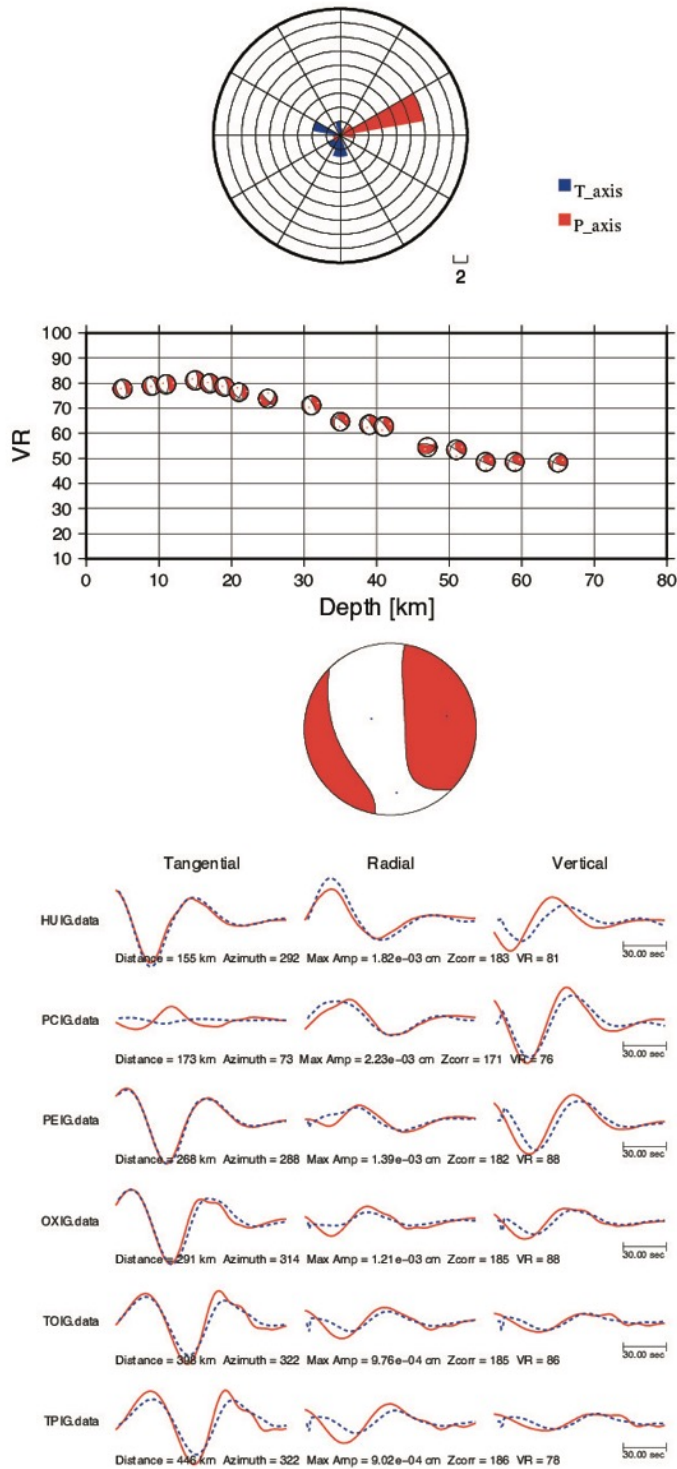 T_axis
P_axis
2
100
90
80
70
60
50
40
30
20
10
VR
0 10 20 30 40 50 60 70 80
Depth [km]
Tangential Radial Vertical
HUIG.data
30.00 sec
Distance = 155 km Azimuth = 292 Max Amp = 1.82e-03 cm Zcorr = 183 VR = 81
PCIG.data
30.00 sec
Distance = 173 km Azimuth = 73 Max Amp = 2.23e-03 cm Zcorr = 171 VR = 76
PEIG.data
30.00 sec
Distance = 268 km Azimuth = 288 Max Amp = 1.39e-03 cm Zcorr = 182 VR = 88
OXIG.data
30.00 sec
Distance = 291 km Azimuth = 314 Max Amp = 1.21e-03 cm Zcorr = 185 VR = 88
TOIG.data
30.00 sec
Distance = km Azimuth = 322 Max Amp = 9.76e-04 cm Zcorr = 185 VR = 86
TPIG.data
30.00 sec
Distance = 446 km Azimuth = 322 Max Amp = 9.02e-04 cm Zcorr = 186 VR = 78